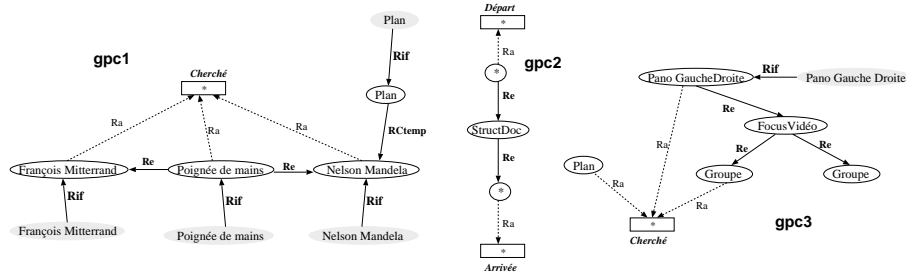 Plan
Rif
gpc1
Cherché
*
Plan
Ra
Ra
Ra
RCtemp
François Mitterrand
Re
Poignée de mains
Re
Nelson Mandela
Rif
Rif
Rif
François Mitterrand
Poignée de mains
Nelson Mandela
Départ
*
Ra
gpc2
*
Re
StructDoc
Re
*
Ra
*
Arrivée
Rif
Pano GaucheDroite
Pano Gauche Droite
Re
FocusVidéo
Ra
Re
Re
Plan
Groupe
Groupe
Ra
Ra
*
Cherché
gpc3